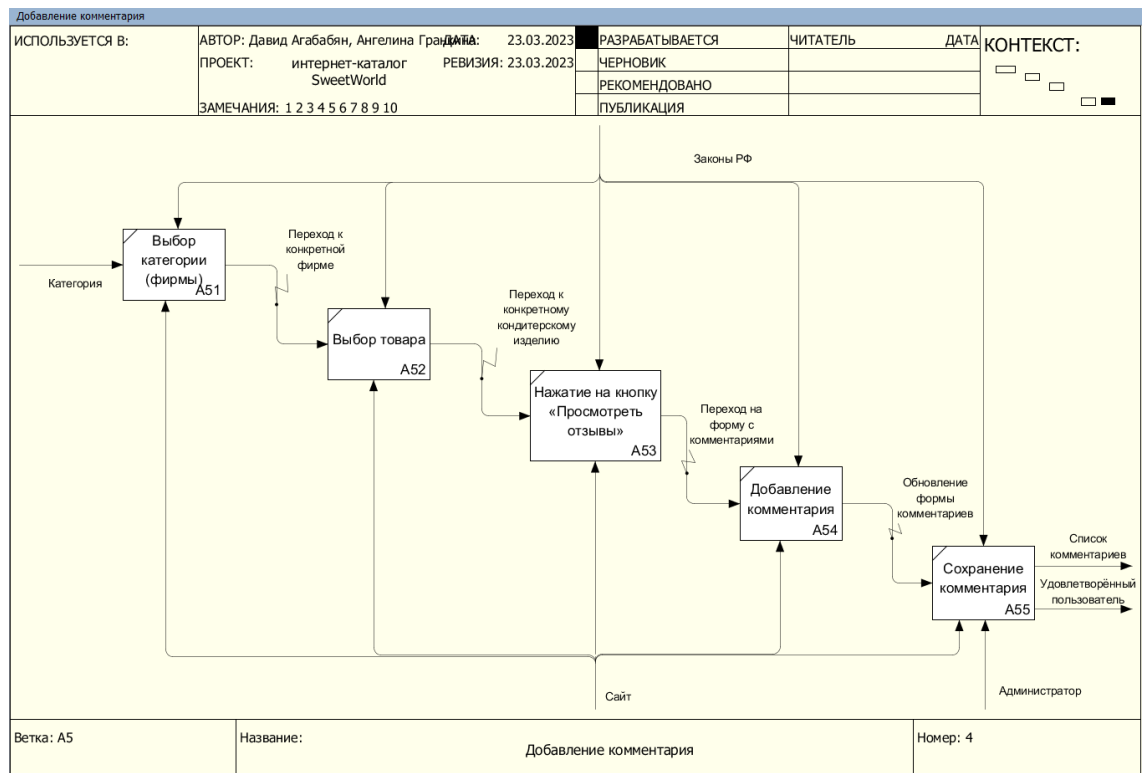 Добавление комментария
ИСПОЛЬЗУЕТСЯ В:
АВТОР: Давид Агабабян, Ангелина
ДАТА: 23.03.2023
ПРОЕКТ: интернет-каталог
SweetWorld
РЕВИЗИЯ: 23.03.2023
ЗАМЕЧАНИЯ: 1 2 3 4 5 6 7 8 9 10
РАЗРАБАТЫВАЕТСЯ
ЧЕРНОВИК
РЕКОМЕНДОВАНО
ПУБЛИКАЦИЯ
ЧИТАТЕЛЬ
ДАТА
КОНТЕКСТ:
Законы РФ
Категория
Выбор
категории
(фирмы)
A51
Переход к
конкретной
фирме
Выбор товара
A52
Переход к
конкретному
кондитерскому
изделию
Нажатие на кнопку
«Просмотреть
отзывы»
A53
Переход на
форму с
комментариями
Добавление
комментария
A54
Обновление
формы
комментариев
Сохранение
комментария
A55
Список
комментариев
Удовлетворённый
пользователь
Сайт
Администратор
Ветка: A5
Название:
Добавление комментария
Номер: 4